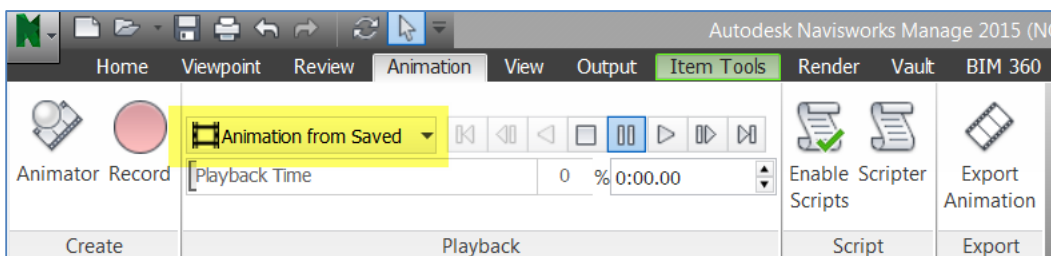 Autodesk Navisworks Manage 2015 (N
Home Viewpoint Review Animation View Output Item Tools Render Vault BIM 360
Animation from Saved
Animator Record Playback Time 0 % 0:00.00 Enable Scripts Scripter Export Animation
Create Playback Script Export